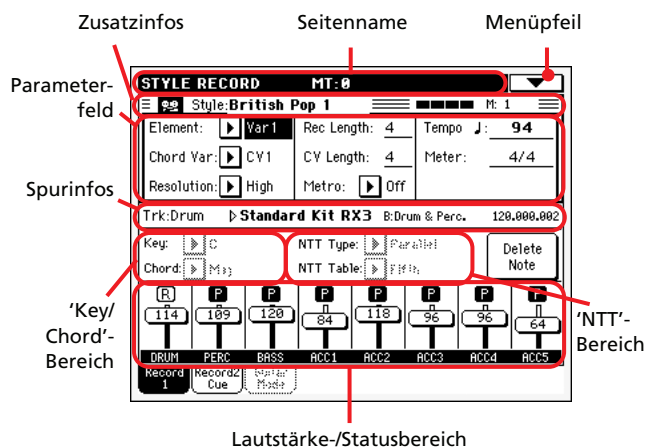 Zusatzinfos Seitenname Menüpfeil
STYLE RECORD MT:0
Parameter-
feld
Style:British Pop 1 M: 1
Element: Var1 Rec Length: 4 Tempo ♩: 94
Chord Var: CV1 CV Length: 4 Meter: 4/4
Resolution: High Metro: Off
Spurinfos
Trk:Drum Standard Kit RX3 B:Drum & Perc. 120.000.002
Key: C NTT Type: Parallel Delete
Chord: Maj NTT Table: Fifth Note
R P P P P P P P
114 109 120 84 118 96 96 64
DRUM PERC BASS ACC1 ACC2 ACC3 ACC4 ACC5
Record Record2
1 Cue Mode
'Key/
Chord'-
Bereich
'NTT'-
Bereich
Lautstärke-/Statusbereich